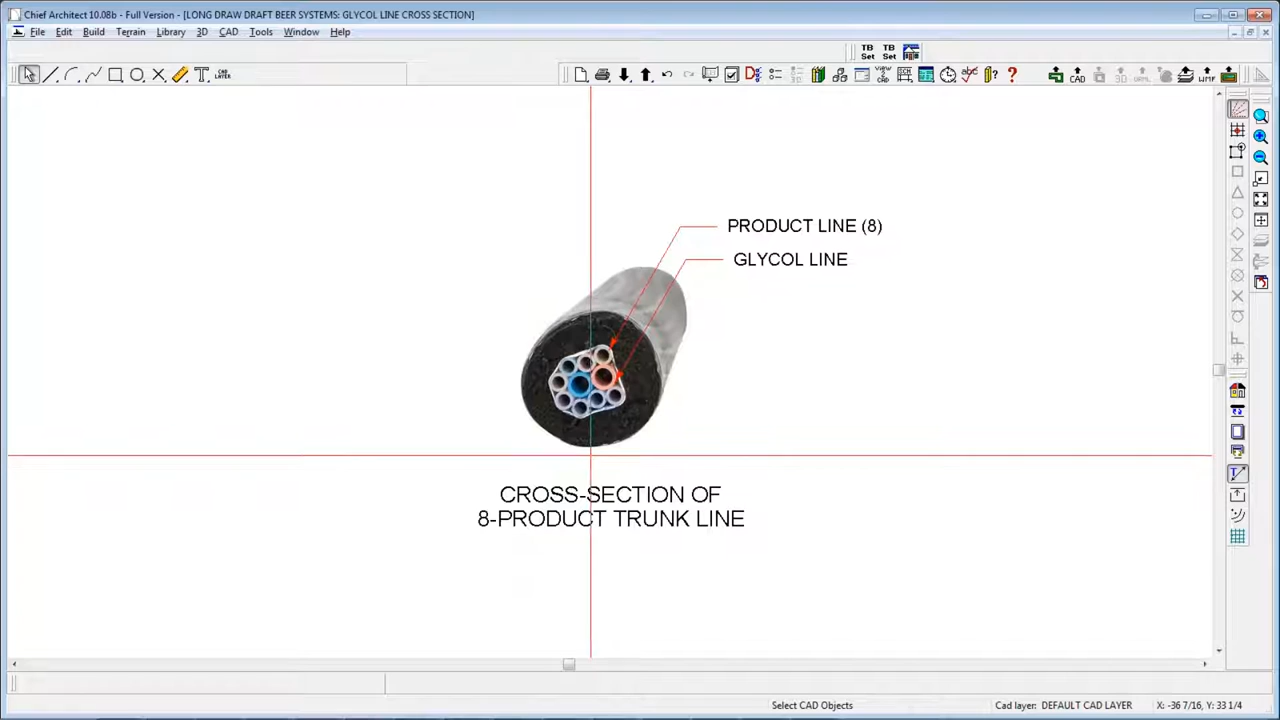 Chief Architect 10.08b - Full Version - [LONG DRAW DRAFT BEER SYSTEMS: GLYCOL LINE CROSS SECTION]
File Edit Build Terrain Library 3D CAD Tools Window Help
TB Set
TB Set
PRODUCT LINE (8)
GLYCOL LINE
CROSS-SECTION OF
8-PRODUCT TRUNK LINE
Select CAD Objects
Cad layer: DEFAULT CAD LAYER
X: -36 7/16, Y: 33 1/4